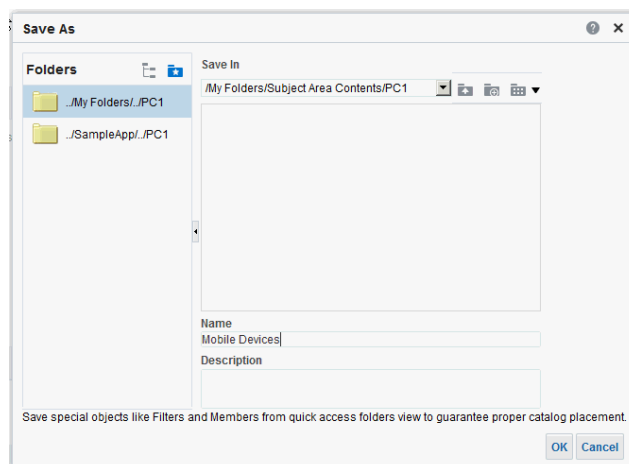 Save As
Folders
../My Folders/../PC1
../SampleApp/../PC1
Save In
/My Folders/Subject Area Contents/PC1
Name
Mobile Devices
Description
Save special objects like Filters and Members from quick access folders view to guarantee proper catalog placement.
OK Cancel